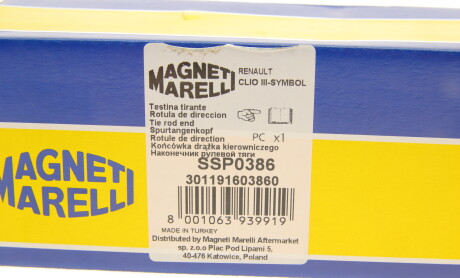 MAGNETI
MARELLI
RENAULT
CLIO III-SYMBOL
Testina tirante
Rotula de direccion
Tie rod end
Spurtangenkopf
Rotule de direction
PC x1
Końcówka drążka kierowniczego
Наконечник рулевой тяги
SSP0386
301191603860
8 001063 939919
MADE IN TURKEY
Distributed by Magneti Marelli Aftermarket
sp. z.o.o Plac Pod Lipami 5,
40-476 Katowice, Poland
MAGNETI
MARELLI